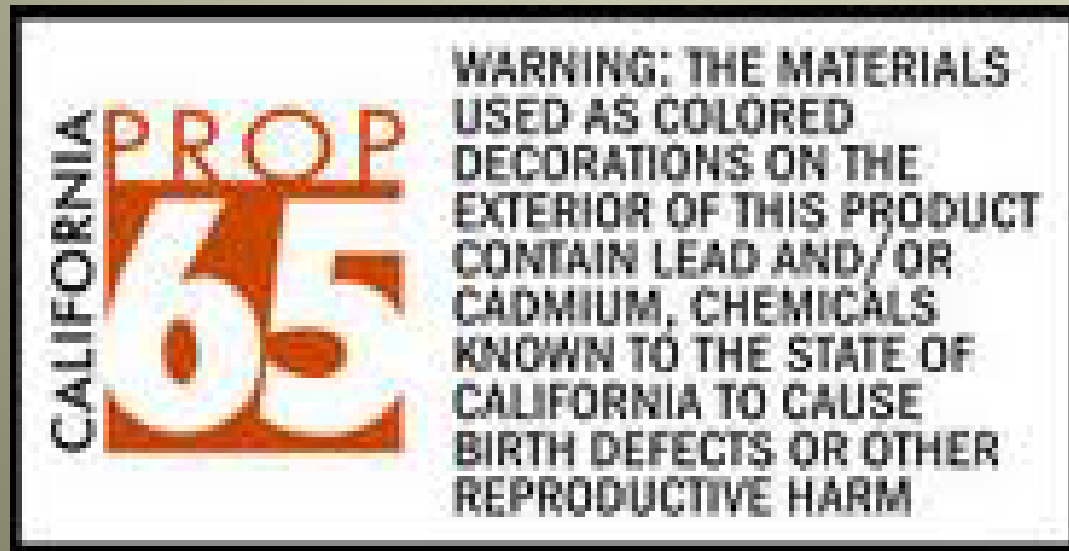 CALIFORNIA
PROP
65
WARNING: THE MATERIALS
USED AS COLORED
DECORATIONS ON THE
EXTERIOR OF THIS PRODUCT
CONTAIN LEAD AND/OR
CADMIUM, CHEMICALS
KNOWN TO THE STATE OF
CALIFORNIA TO CAUSE
BIRTH DEFECTS OR OTHER
REPRODUCTIVE HARM